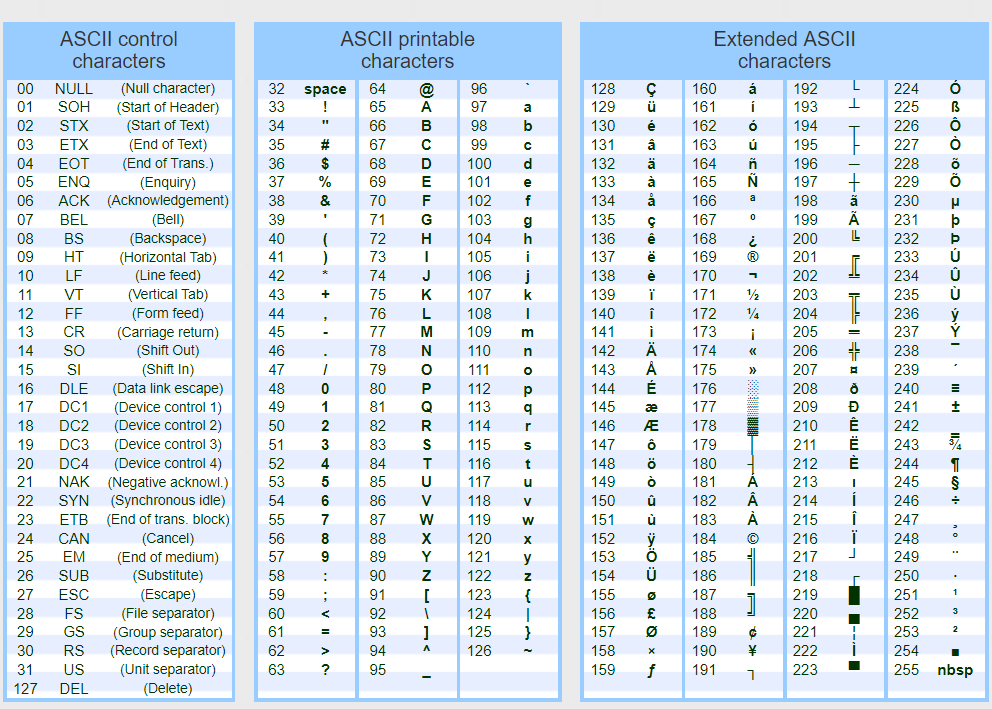 ASCII control
characters
00 NULL (Null character)
01 SOH (Start of Header)
02 STX (Start of Text)
03 ETX (End of Text)
04 EOT (End of Trans.)
05 ENQ (Enquiry)
06 ACK (Acknowledgement)
07 BEL (Bell)
08 BS (Backspace)
09 HT (Horizontal Tab)
10 LF (Line feed)
11 VT (Vertical Tab)
12 FF (Form feed)
13 CR (Carriage return)
14 SO (Shift Out)
15 SI (Shift In)
16 DLE (Data link escape)
17 DC1 (Device control 1)
18 DC2 (Device control 2)
19 DC3 (Device control 3)
20 DC4 (Device control 4)
21 NAK (Negative acknowl.)
22 SYN (Synchronous idle)
23 ETB (End of trans. block)
24 CAN (Cancel)
25 EM (End of medium)
26 SUB (Substitute)
27 ESC (Escape)
28 FS (File separator)
29 GS (Group separator)
30 RS (Record separator)
31 US (Unit separator)
127 DEL (Delete)
ASCII printable
characters
32 space 64 @ 96 `
33 ! 65 A 97 a
34 " 66 B 98 b
35 # 67 C 99 c
36 $ 68 D 100 d
37 % 69 E 101 e
38 & 70 F 102 f
39 ' 71 G 103 g
40 ( 72 H 104 h
41 ) 73 I 105 i
42 * 74 J 106 j
43 + 75 K 107 k
44 , 76 L 108 l
45 - 77 M 109 m
46 . 78 N 110 n
47 / 79 O 111 o
48 0 80 P 112 p
49 1 81 Q 113 q
50 2 82 R 114 r
51 3 83 S 115 s
52 4 84 T 116 t
53 5 85 U 117 u
54 6 86 V 118 v
55 7 87 W 119 w
56 8 88 X 120 x
57 9 89 Y 121 y
58 : 90 Z 122 z
59 ; 91 [ 123 {
60 < 92 \ 124 |
61 = 93 ] 125 }
62 > 94 ^ 126 ~
63 ? 95 _
Extended ASCII
characters
128 Ç 160 á 192 └ 224 Ó
129 ü 161 í 193 ┴ 225 ß
130 é 162 ó 194 ┬ 226 Ô
131 â 163 ú 195 ├ 227 Ò
132 ä 164 ñ 196 ─ 228 õ
133 à 165 Ñ 197 ┼ 229 Õ
134 å 166 ª 198 ã 230 µ
135 ç 167 º 199 Ã 231 þ
136 ê 168 ¿ 200 ╚ 232 Þ
137 ë 169 ® 201 ╔ 233 Ú
138 è 170 ¬ 202 ╩ 234 Û
139 ï 171 ½ 203 ╦ 235 Ù
140 î 172 ¼ 204 ╠ 236 ý
141 ì 173 ¡ 205 ═ 237 Ý
142 Ä 174 « 206 ╬ 238 ¯
143 Å 175 » 207 ¤ 239 ´
144 É 176 ░ 208 ð 240 ≡
145 æ 177 ▒ 209 Ð 241 ±
146 Æ 178 ▓ 210 Ê 242 ‗
147 ô 179 │ 211 Ë 243 ¾
148 ö 180 ┤ 212 È 244 ¶
149 ò 181 Á 213 ı 245 §
150 û 182 Â 214 Í 246 ÷
151 ù 183 À 215 Î 247 ¸
152 ÿ 184 © 216 Ï 248 °
153 Ö 185 ╣ 217 ┘ 249 ¨
154 Ü 186 ║ 218 ┌ 250 ·
155 ø 187 ╗ 219 █ 251 ¹
156 £ 188 ╝ 220 ▄ 252 ³
157 Ø 189 ¢ 221 ¦ 253 ²
158 × 190 ¥ 222 Ì 254 ■
159 ƒ 191 ┐ 223 ▀ 255 nbsp